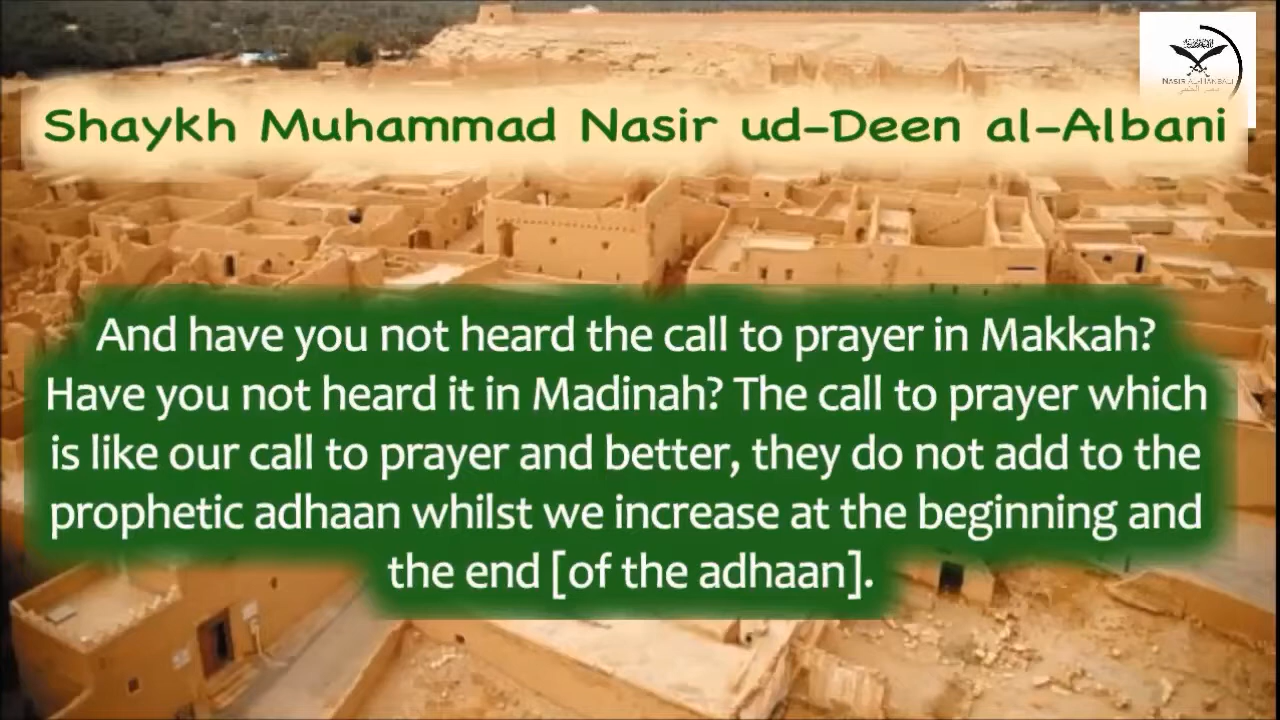 NASIR AL-HANBALI
Shaykh Muhammad Nasir ud-Deen al-Albani
And have you not heard the call to prayer in Makkah?
Have you not heard it in Madinah? The call to prayer which
is like our call to prayer and better, they do not add to the
prophetic adhaan whilst we increase at the beginning and
the end [of the adhaan].